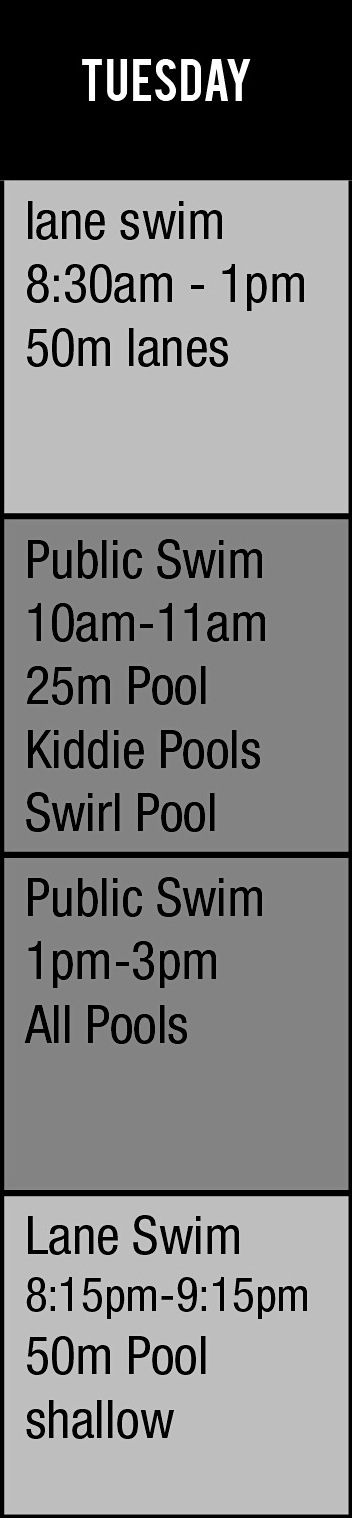 TUESDAY
lane swim
8:30am - 1pm
50m lanes
Public Swim
10am-11am
25m Pool
Kiddie Pools
Swirl Pool
Public Swim
1pm-3pm
All Pools
Lane Swim
8:15pm-9:15pm
50m Pool
shallow